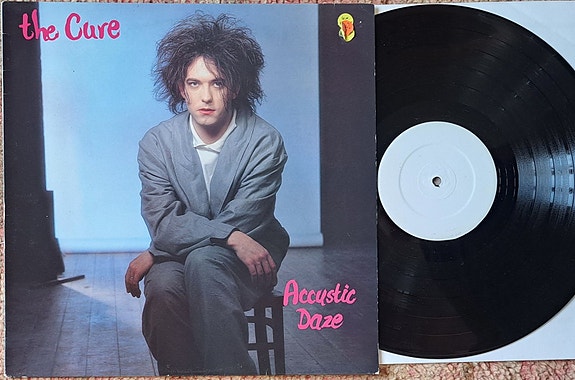 the Cure
Accustic
Daze